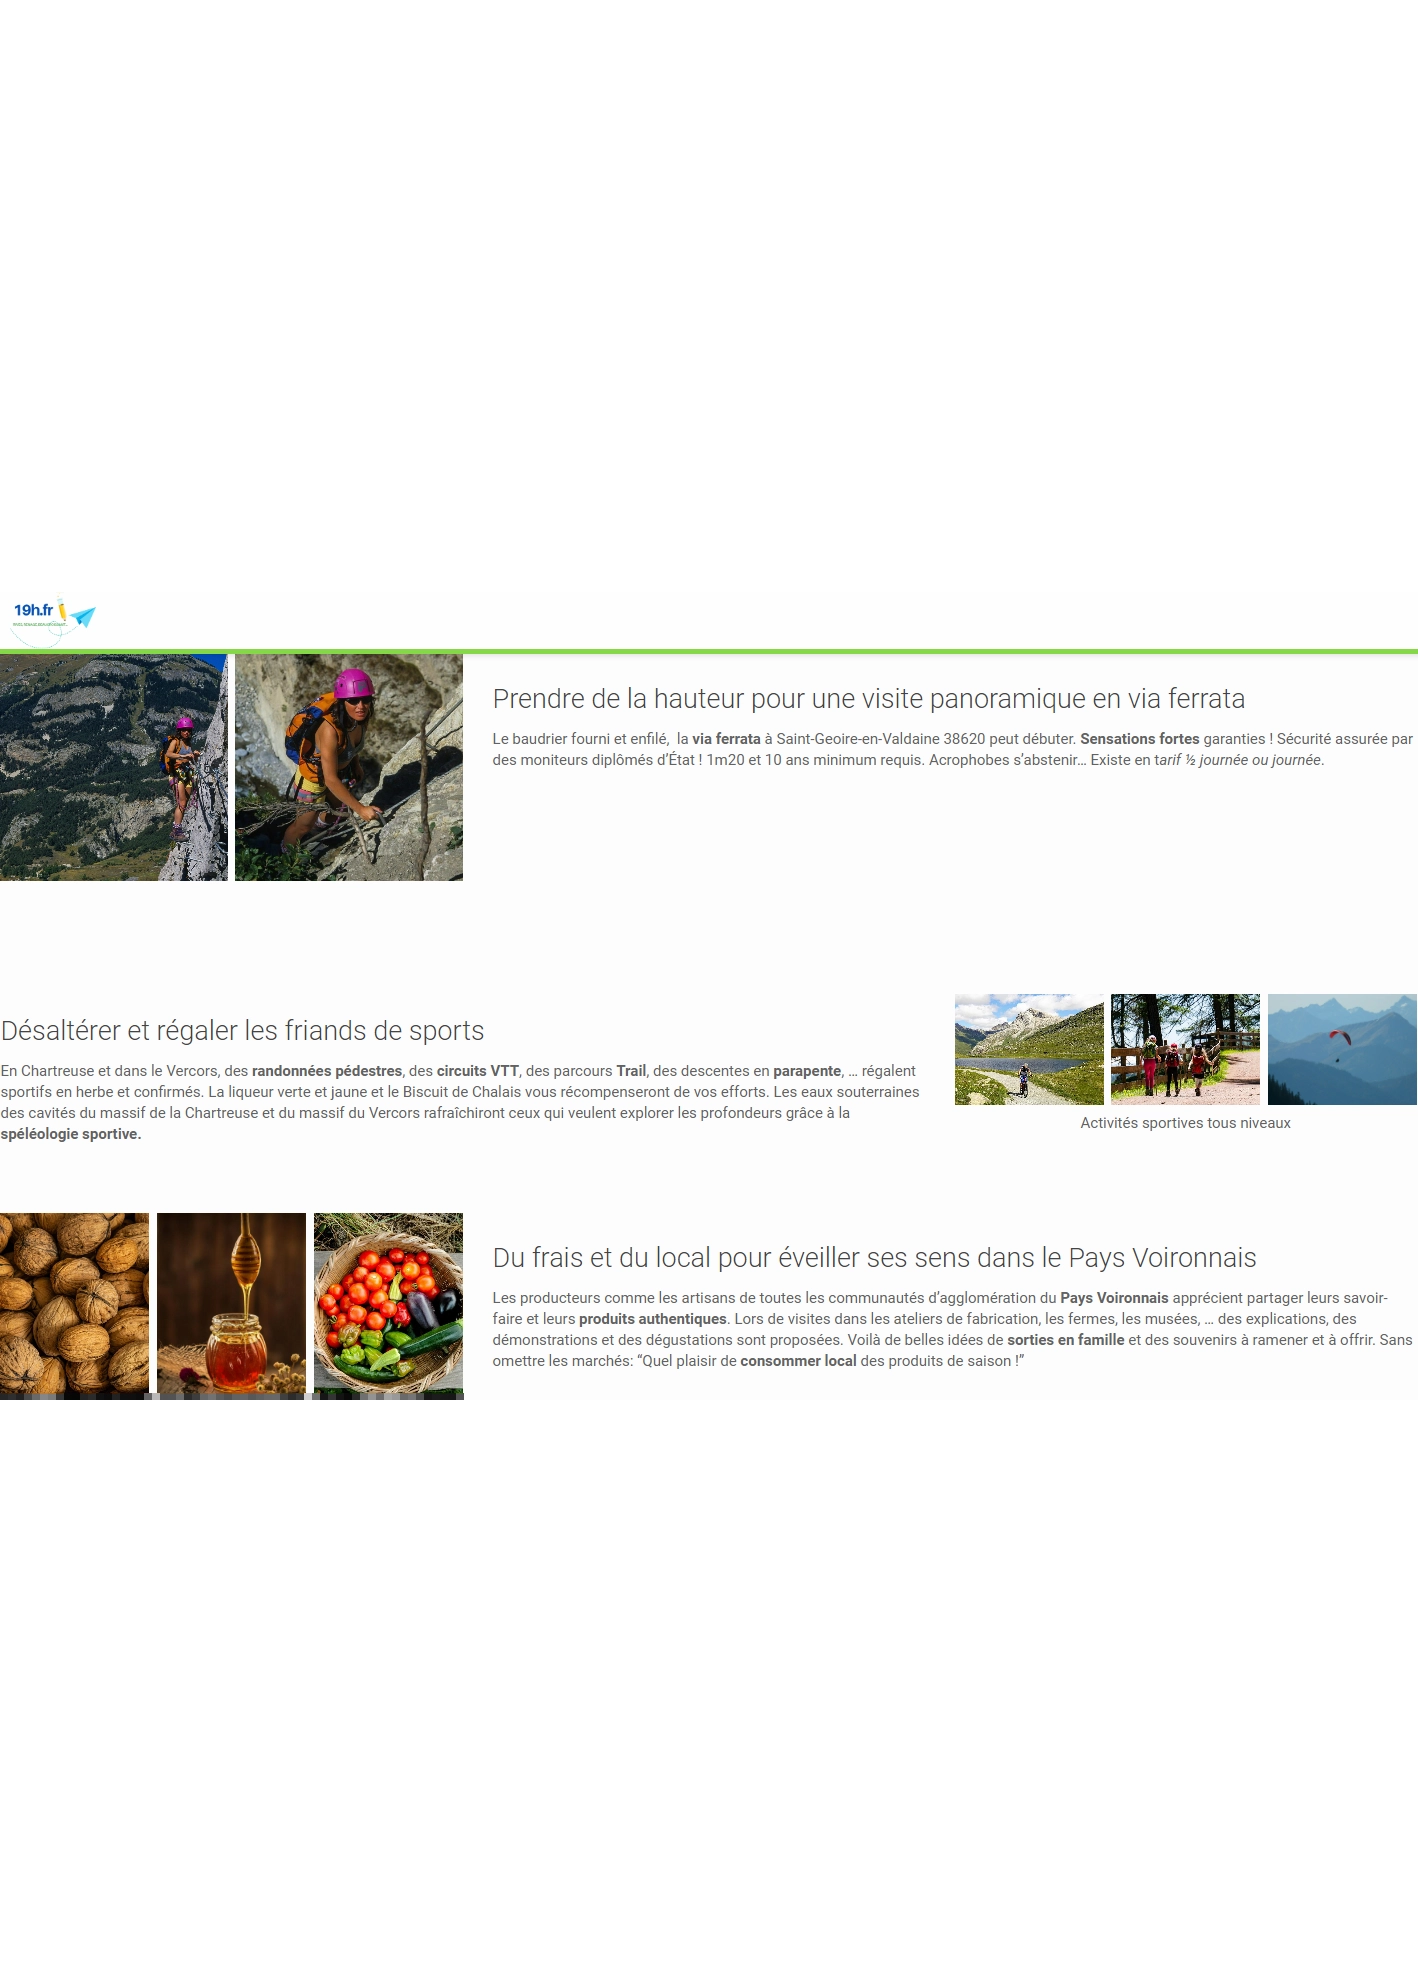 19h.fr
Prendre de la hauteur pour une visite panoramique en via ferrata
Le baudrier fourni et enfilé, la via ferrata à Saint-Geoire-en-Valdaine 38620 peut débuter. Sensations fortes garanties ! Sécurité assurée par
des moniteurs diplômés d’État ! 1m20 et 10 ans minimum requis. Acrophobes s’abstenir… Existe en tarif ½ journée ou journée.
Désaltérer et régaler les friands de sports
En Chartreuse et dans le Vercors, des randonnées pédestres, des circuits VTT, des parcours Trail, des descentes en parapente, … régalent
sportifs en herbe et confirmés. La liqueur verte et jaune et le Biscuit de Chalais vous récompenseront de vos efforts. Les eaux souterraines
des cavités du massif de la Chartreuse et du massif du Vercors rafraîchiront ceux qui veulent explorer les profondeurs grâce à la
spéléologie sportive.
Activités sportives tous niveaux
Du frais et du local pour éveiller ses sens dans le Pays Voironnais
Les producteurs comme les artisans de toutes les communautés d’agglomération du Pays Voironnais apprécient partager leurs savoir-
faire et leurs produits authentiques. Lors de visites dans les ateliers de fabrication, les fermes, les musées, … des explications, des
démonstrations et des dégustations sont proposées. Voilà de belles idées de sorties en famille et des souvenirs à ramener et à offrir. Sans
omettre les marchés: “Quel plaisir de consommer local des produits de saison !”